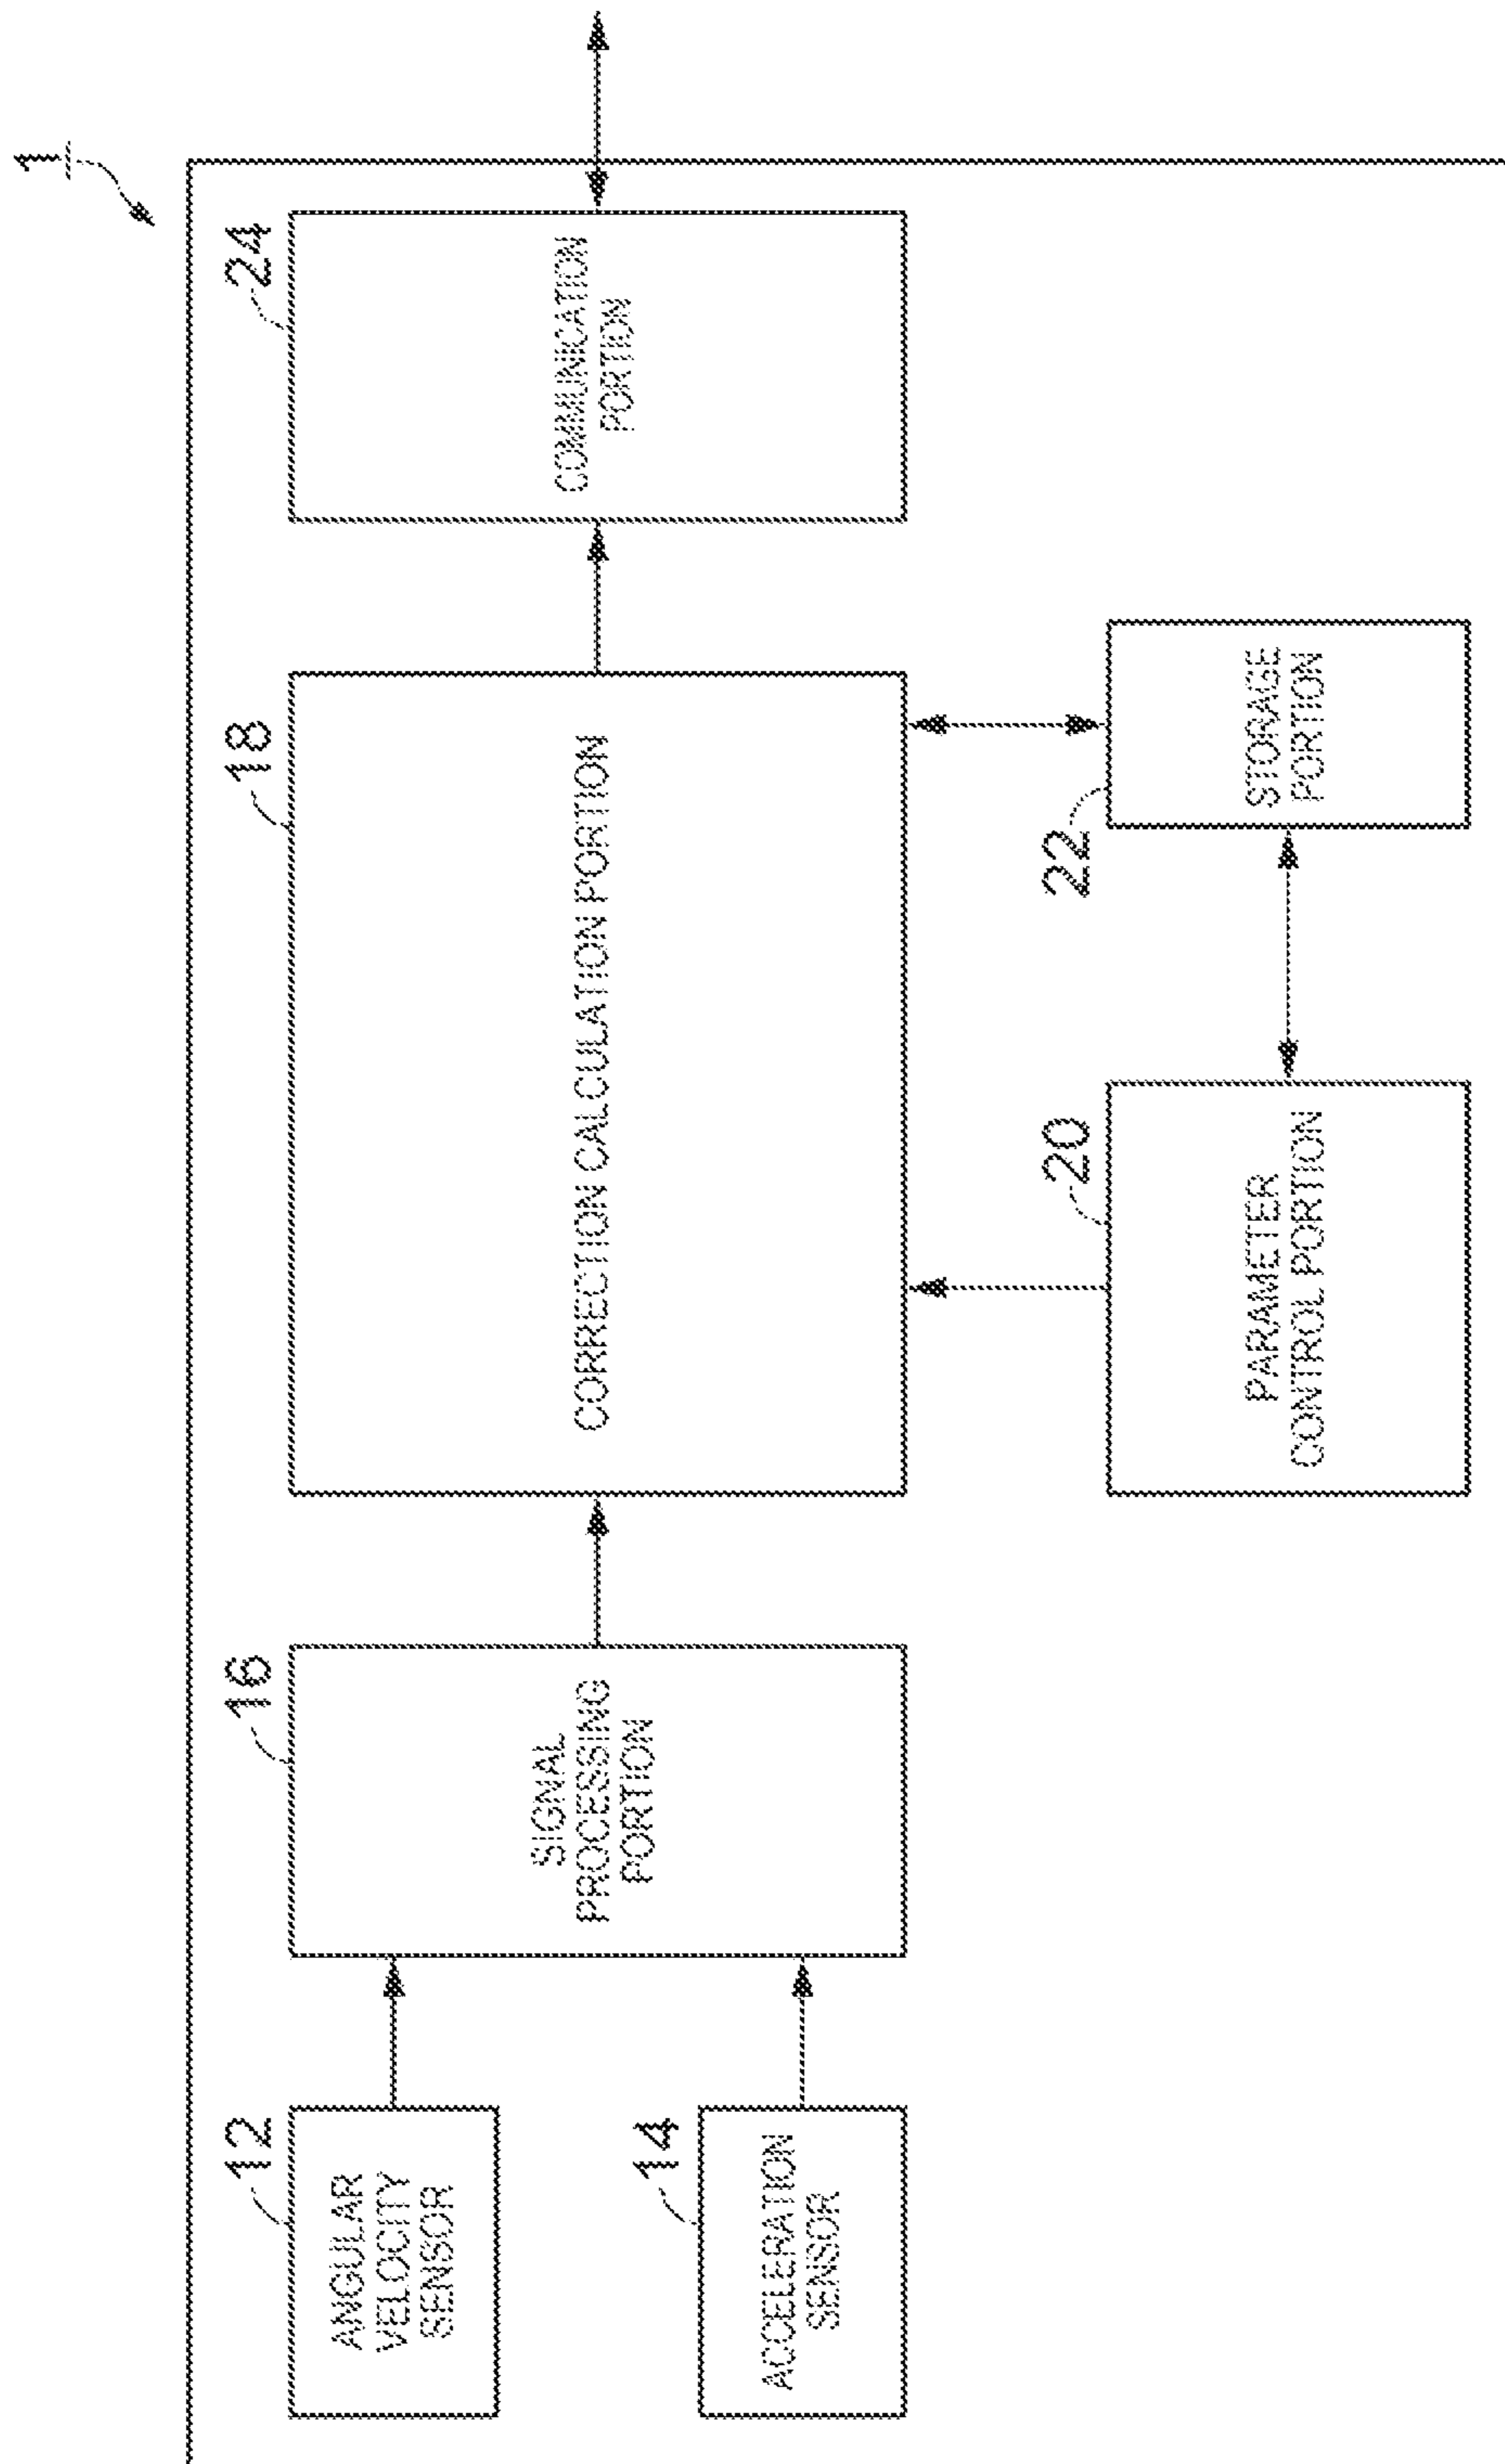 1
12
ANGULAR
VELOCITY
SENSOR
14
ACCELERATION
SENSOR
16
SIGNAL
PROCESSING
PORTION
18
CORRECTION CALCULATION PORTION
24
COMMUNICATION
PORTION
20
PARAMETER
CONTROL PORTION
22
STORAGE
PORTION